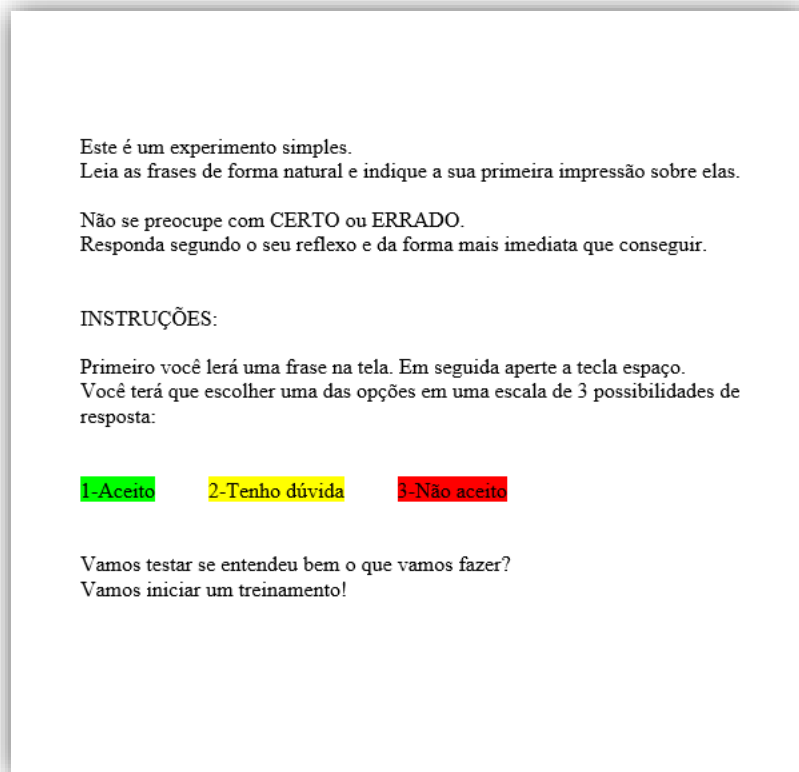 Este é um experimento simples.
Leia as frases de forma natural e indique a sua primeira impressão sobre elas.
Não se preocupe com CERTO ou ERRADO.
Responda segundo o seu reflexo e da forma mais imediata que conseguir.
INSTRUÇÕES:
Primeiro você lerá uma frase na tela. Em seguida aperte a tecla espaço.
Você terá que escolher uma das opções em uma escala de 3 possibilidades de
resposta:
1-Aceito 2-Tenho dúvida 3-Não aceito
Vamos testar se entendeu bem o que vamos fazer?
Vamos iniciar um treinamento!